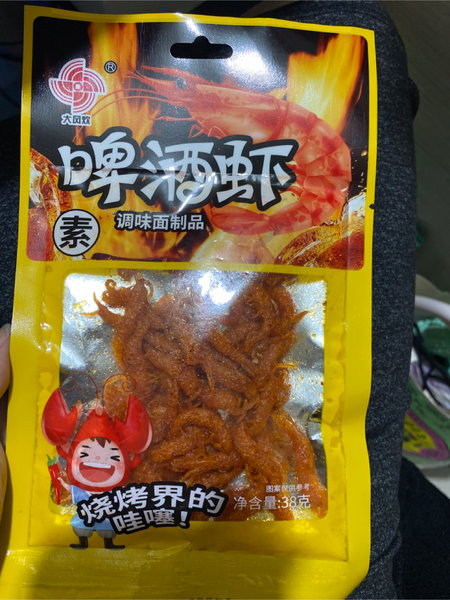 ®
大风炊
啤酒虾
素
调味面制品
图案仅供参考
净含量:38克
烧烤界的
哇噻!